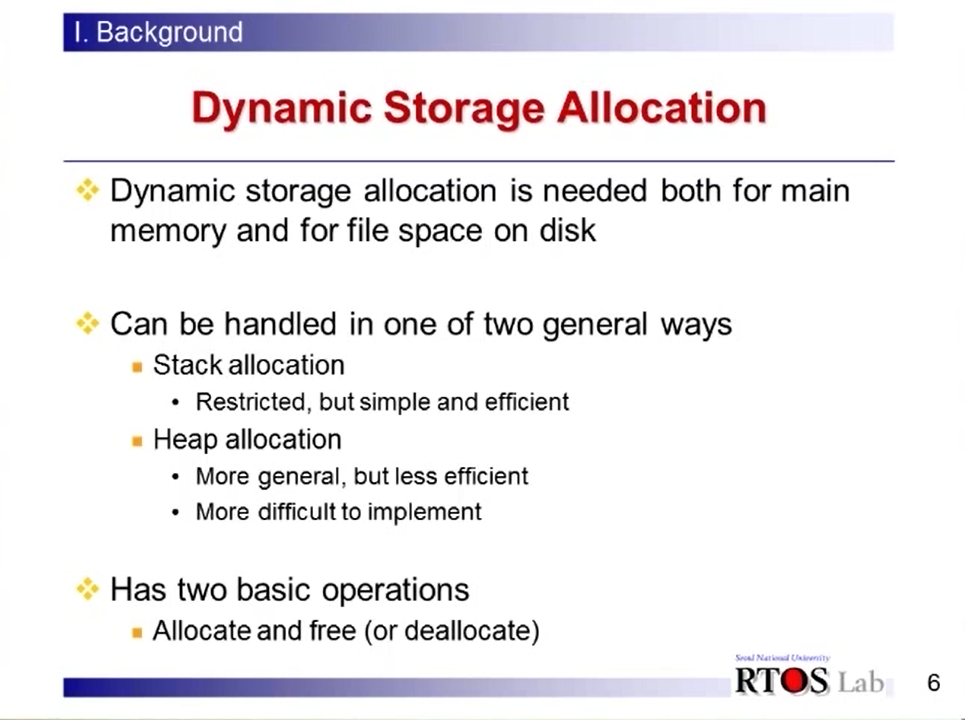 I. Background
Dynamic Storage Allocation
Dynamic storage allocation is needed both for main
memory and for file space on disk
Can be handled in one of two general ways
Stack allocation
• Restricted, but simple and efficient
Heap allocation
• More general, but less efficient
• More difficult to implement
Has two basic operations
Allocate and free (or deallocate)
Seoul National University
RTOS Lab
6